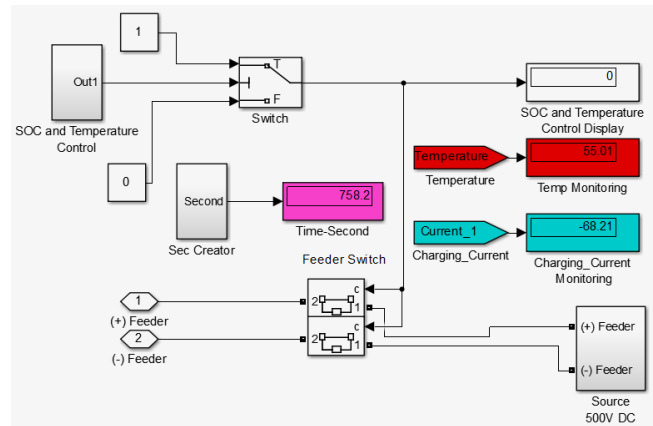 1
T
Out1
F
0
SOC and Temperature
Control Display
Switch
SOC and Temperature
Control
Temperature
55.01
0
Temperature
Temp Monitoring
Second
758.2
Current_1
-68.21
Sec Creator
Time-Second
Charging_Current
Charging_Current
Monitoring
Feeder Switch
c
1
2
1
(+) Feeder
c
2
2
1
(-) Feeder
(+) Feeder
(-) Feeder
Source
500V DC